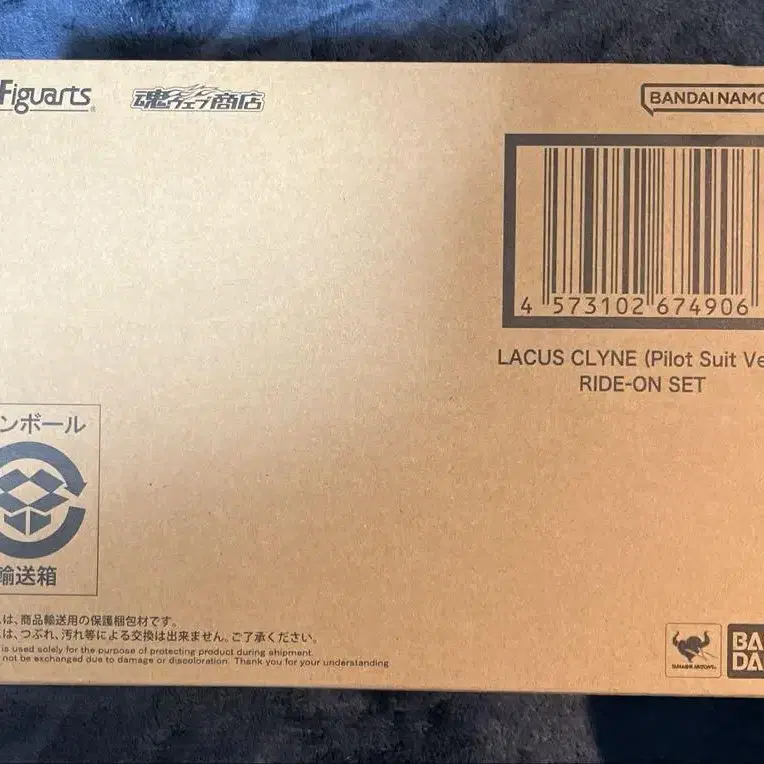 Figuarts
魂ウェブ商店
BANDAI NAMCO
4 573102 674906
LACUS CLYNE (Pilot Suit Ve
RIDE-ON SET
ンボール
輸送箱
は、商品輸送用の保護梱包材です。
は、つぶれ、汚れ等による交換は出来ません。ご了承ください。
is used solely for the purpose of protecting product during shipment.
not be exchanged due to damage or discoloration. Thank you for your understanding
TAMASHII NATIONS
BA
DA